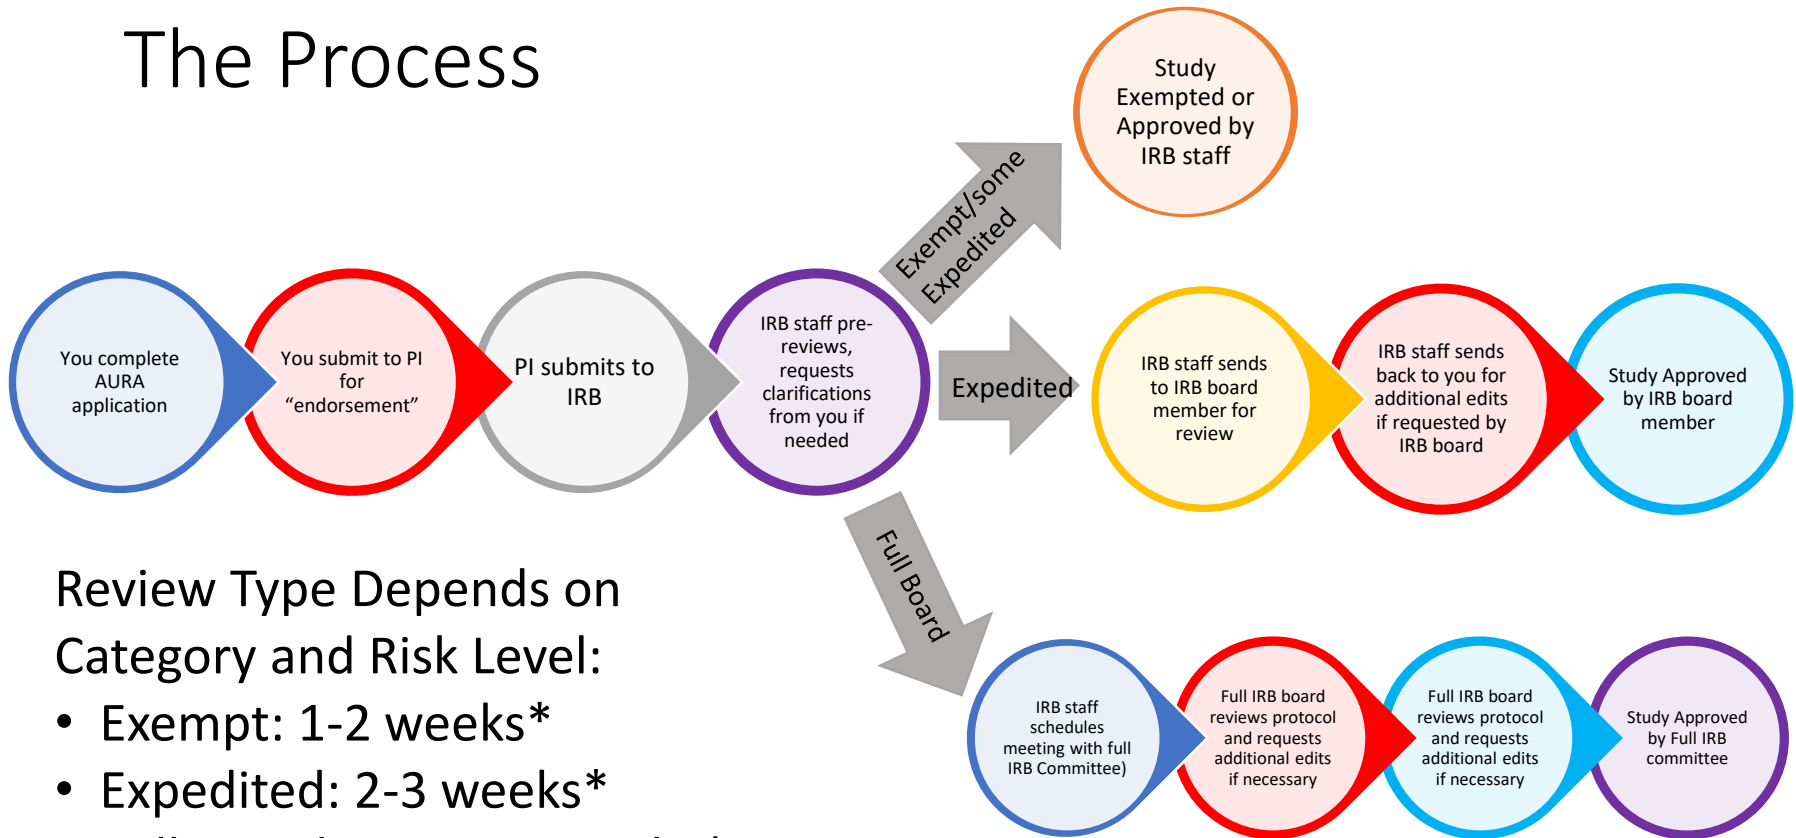 The Process
Study
Exempted or
Approved by
IRB staff
Exempt/some
Expedited
You complete
AURA
application
You submit to PI
for
“endorsement”
PI submits to
IRB
IRB staff pre-
reviews,
requests
clarifications
from you if
needed
Expedited
IRB staff sends
to IRB board
member for
review
IRB staff sends
back to you for
additional edits
if requested by
IRB board
Study Approved
by IRB board
member
Full Board
IRB staff
schedules
meeting with full
IRB Committee)
Full IRB board
reviews protocol
and requests
additional edits
if necessary
Full IRB board
reviews protocol
and requests
additional edits
if necessary
Study Approved
by Full IRB
committee
Review Type Depends on
Category and Risk Level:
• Exempt: 1-2 weeks*
• Expedited: 2-3 weeks*